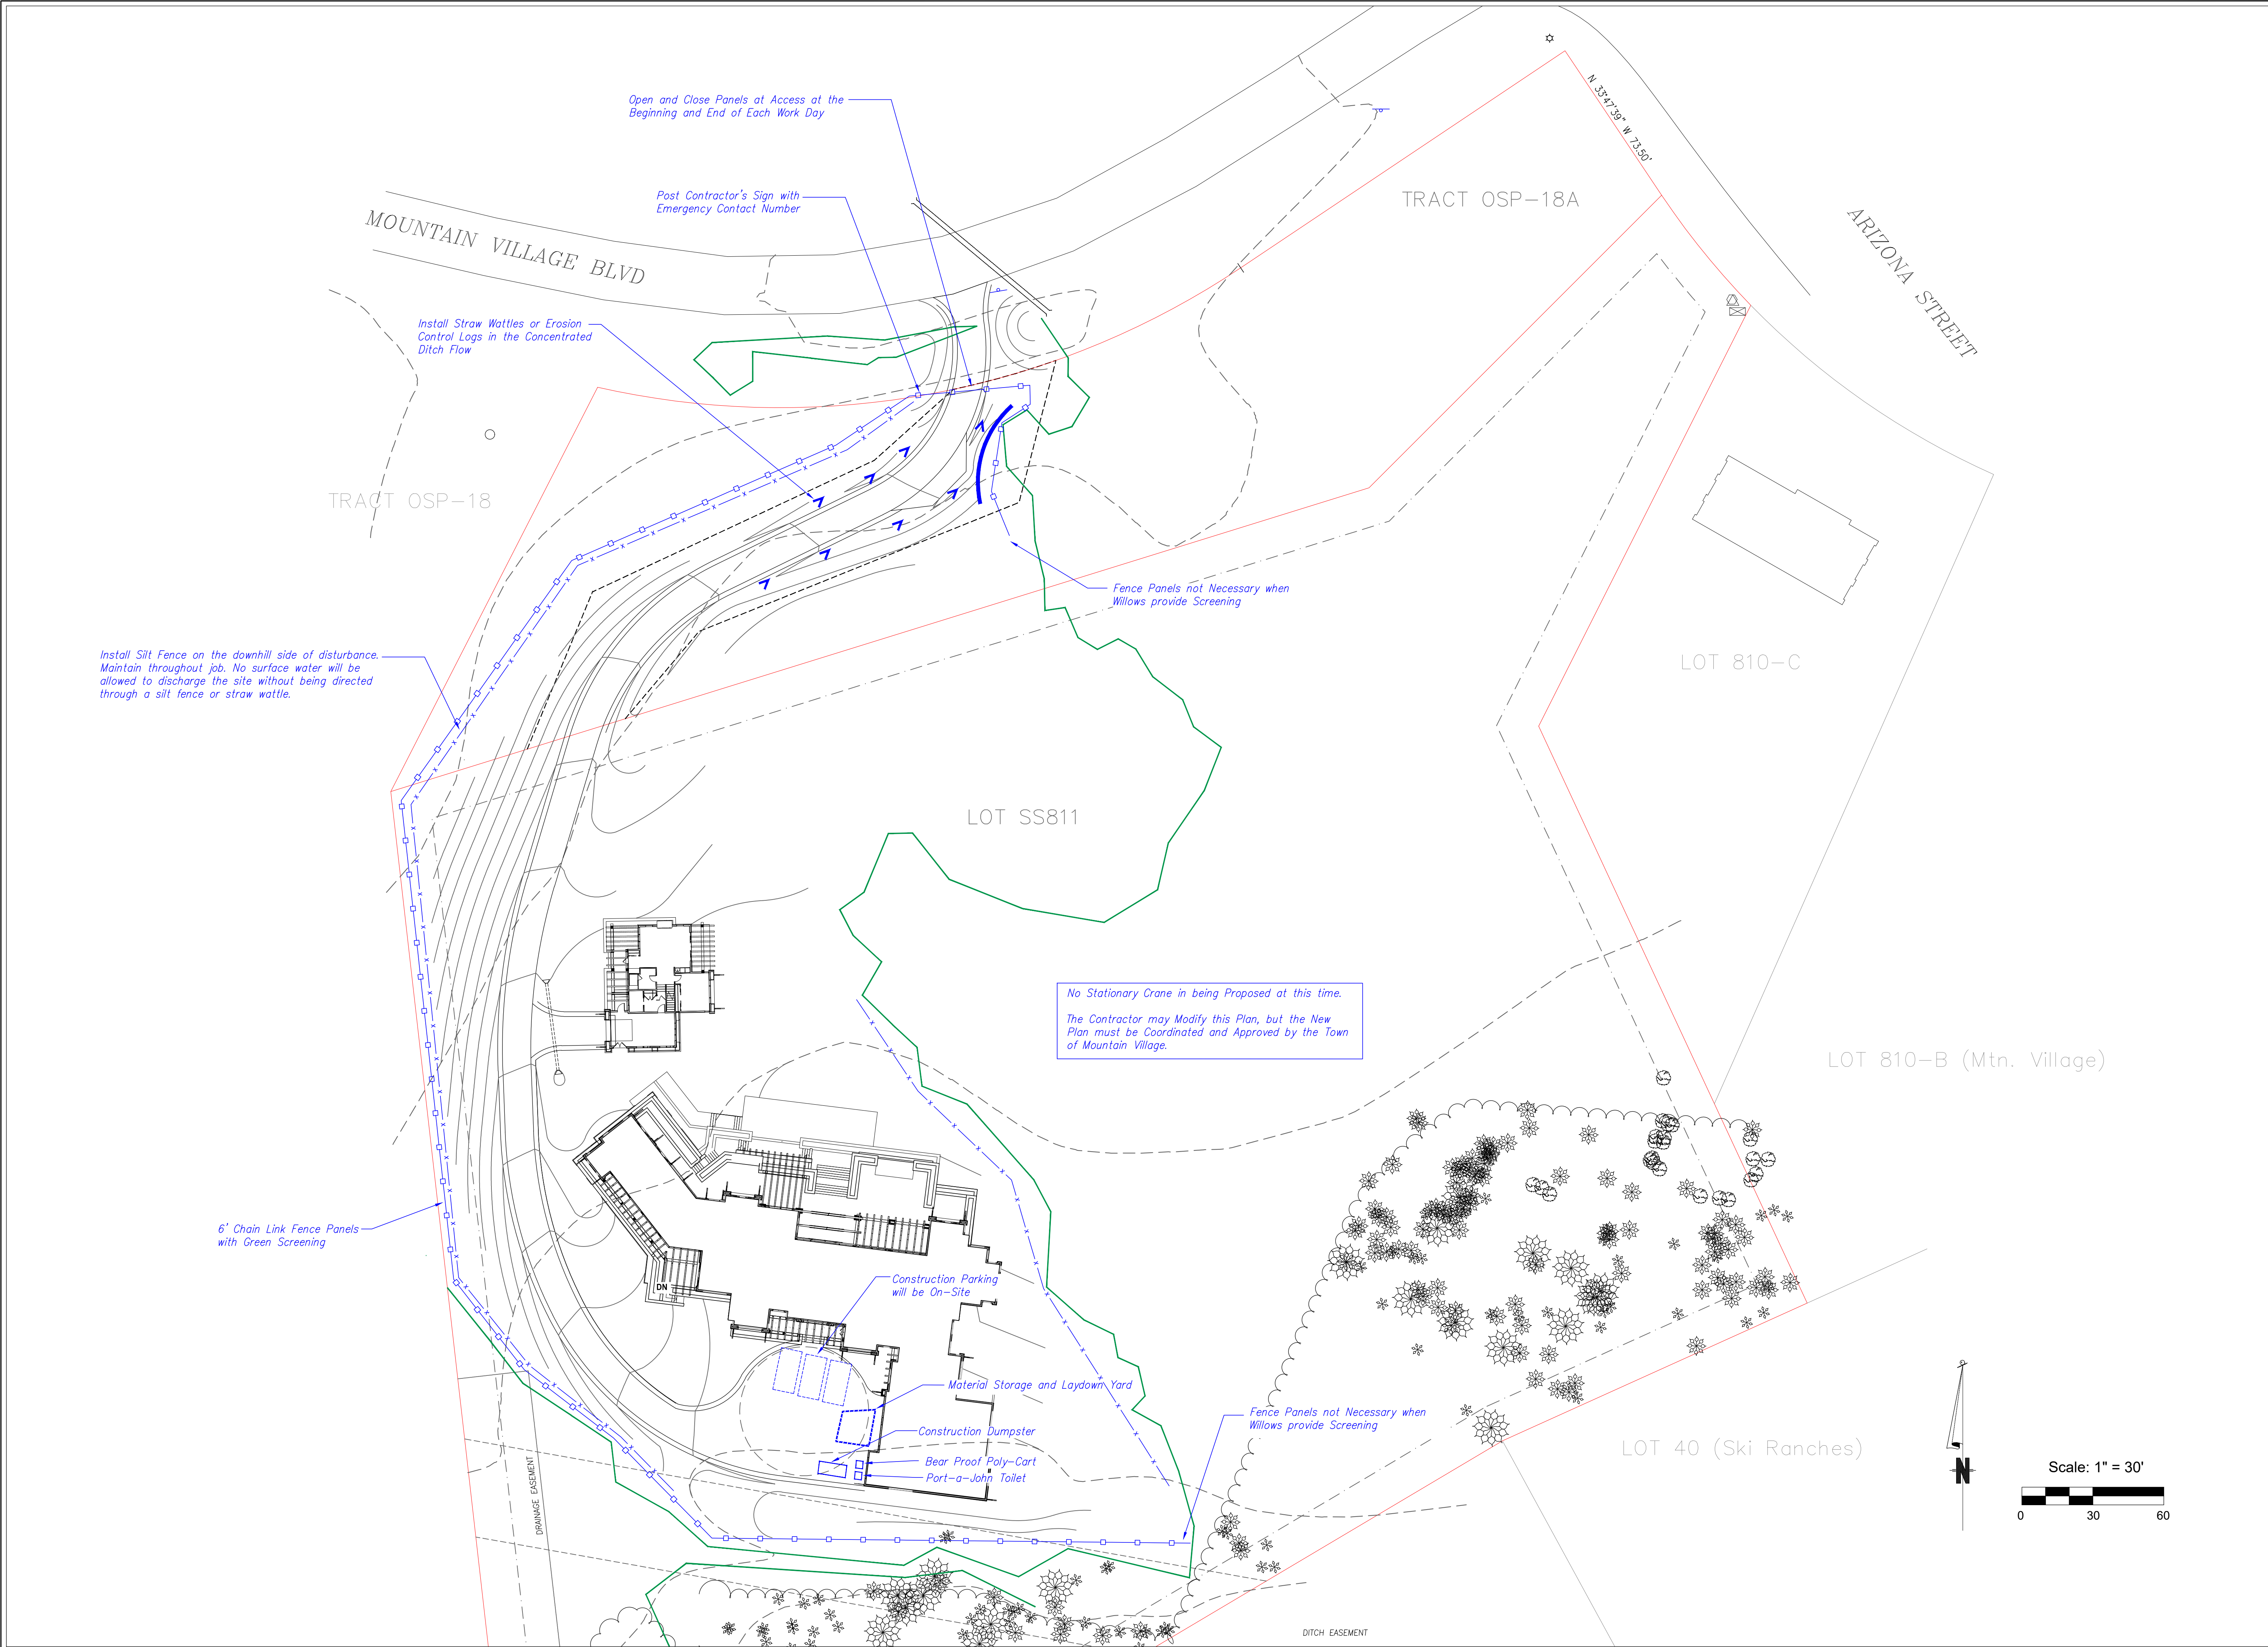 Open and Close Panels at Access at the
Beginning and End of Each Work Day
N 33°47'39" W 73.50'
TRACT OSP-18A
Post Contractor's Sign with
Emergency Contact Number
MOUNTAIN VILLAGE BLVD
ARIZONA STREET
Install Straw Wattles or Erosion
Control Logs in the Concentrated
Ditch Flow
TRACT OSP-18
Fence Panels not Necessary when
Willows provide Screening
Install Silt Fence on the downhill side of disturbance.
Maintain throughout job. No surface water will be
allowed to discharge the site without being directed
through a silt fence or straw wattle.
LOT 810-C
LOT SS811
No Stationary Crane in being Proposed at this time.
The Contractor may Modify this Plan, but the New
Plan must be Coordinated and Approved by the Town
of Mountain Village.
LOT 810-B (Mtn. Village)
6' Chain Link Fence Panels
with Green Screening
DN
Construction Parking
will be On-Site
Material Storage and Laydown Yard
Construction Dumpster
Bear Proof Poly-Cart
Port-a-John Toilet
Fence Panels not Necessary when
Willows provide Screening
LOT 40 (Ski Ranches)
N
Scale: 1" = 30'
0 30 60
DRAINAGE EASEMENT
DITCH EASEMENT